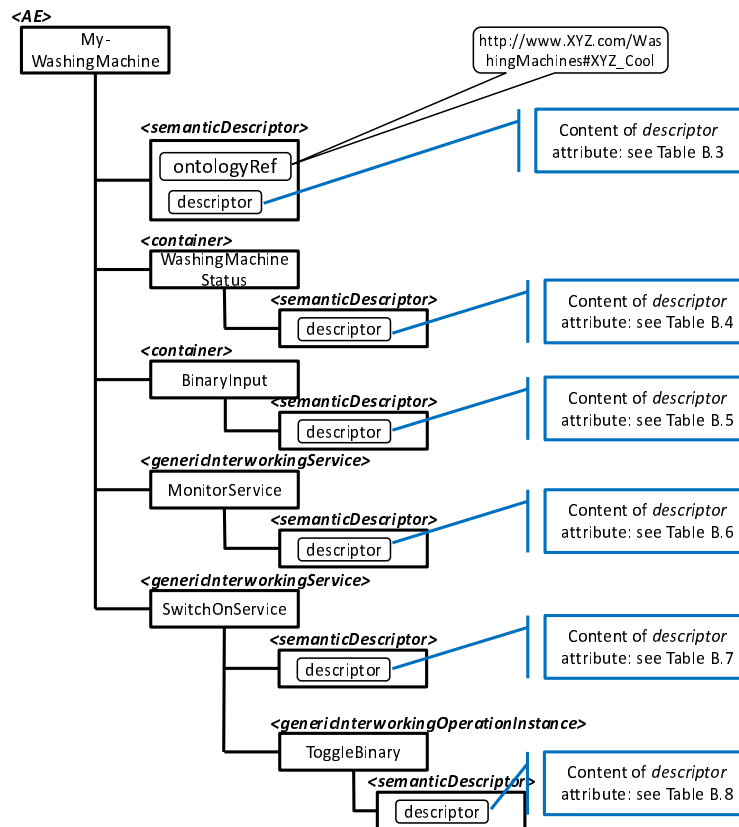 <AE>
My-
WashingMachine
http://www.XYZ.com/Was
hingMachines#XYZ_Cool
<semanticDescriptor>
ontologyRef
descriptor
Content of descriptor
attribute: see Table B.3
<container>
WashingMachine
Status
<semanticDescriptor>
descriptor
Content of descriptor
attribute: see Table B.4
<container>
BinaryInput
<semanticDescriptor>
descriptor
Content of descriptor
attribute: see Table B.5
<genericInterworkingService>
MonitorService
<semanticDescriptor>
descriptor
Content of descriptor
attribute: see Table B.6
<genericInterworkingService>
SwitchOnService
<semanticDescriptor>
descriptor
Content of descriptor
attribute: see Table B.7
<genericInterworkingOperationInstance>
ToggleBinary
<semanticDescriptor>
descriptor
Content of descriptor
attribute: see Table B.8